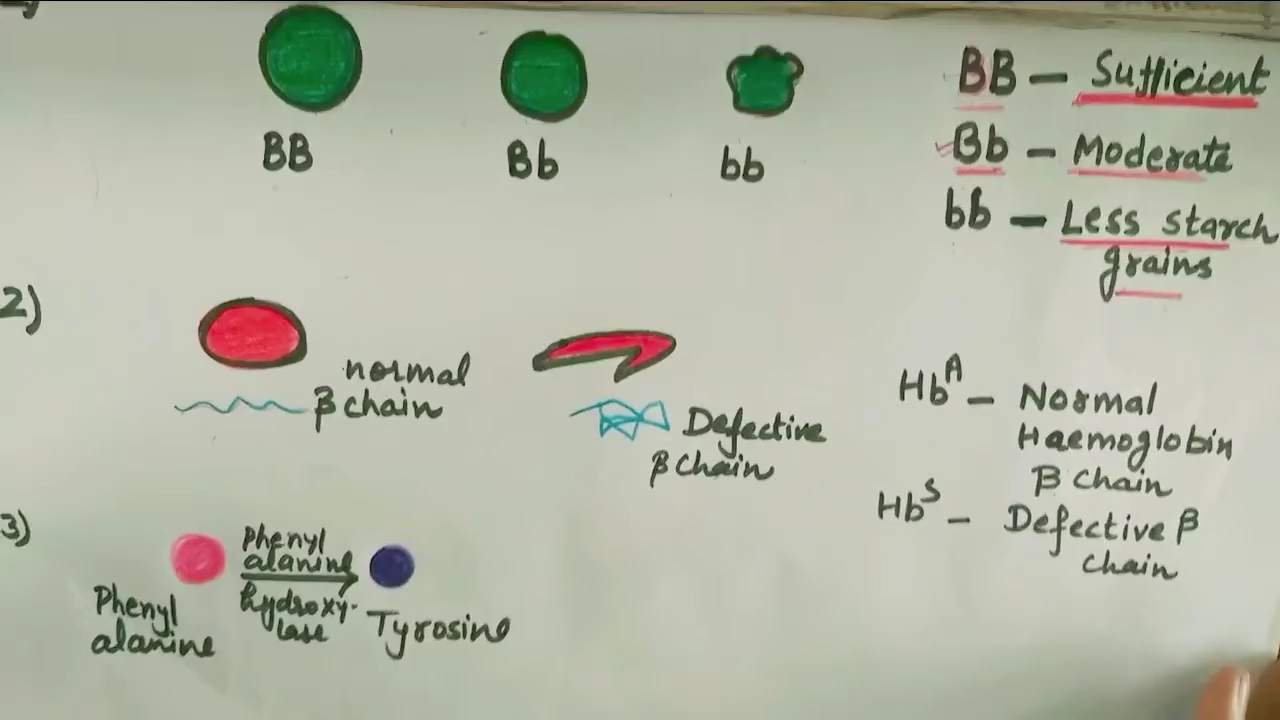 BB
Bb
bb
BB - Sufficient
Bb - Moderate
bb - Less starch
grains
2)
normal
β chain
Defective
β chain
Hb^A - Normal
Haemoglobin
β chain
Hb^S - Defective β
chain
3)
Phenyl
alanine
Phenyl
alanine
hydroxy-
lase
Tyrosine